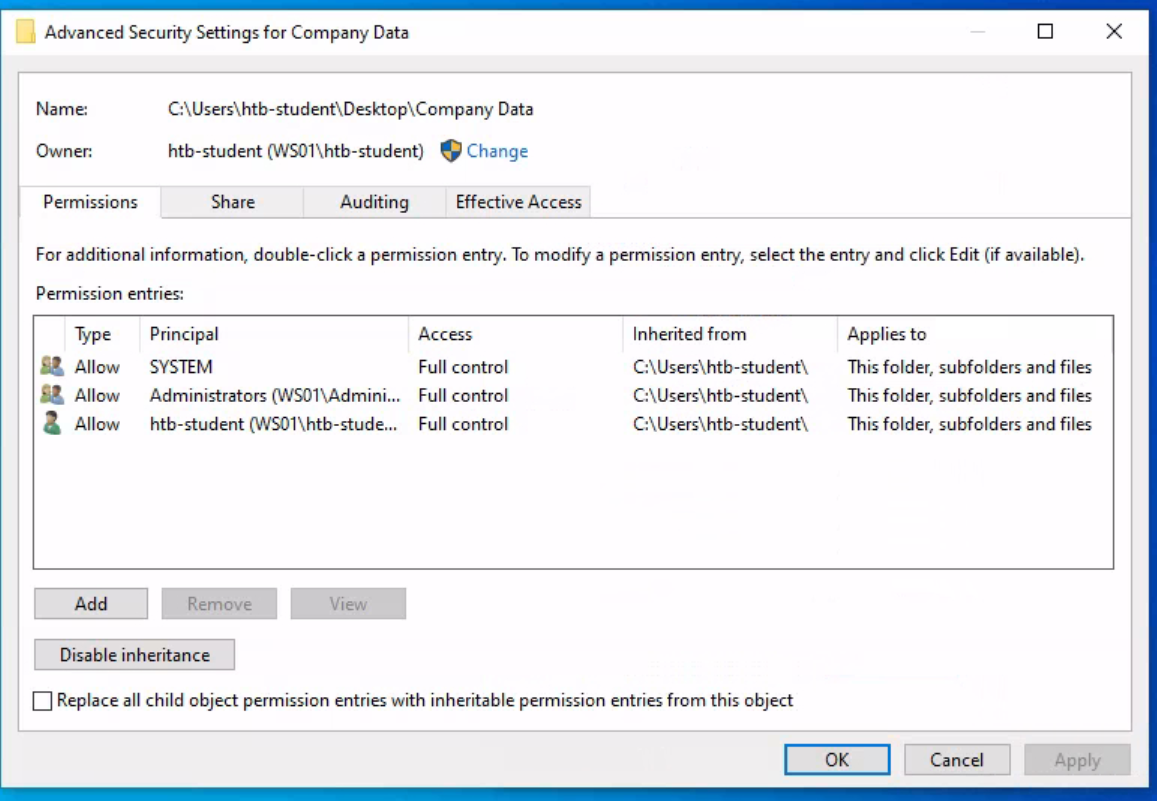 Advanced Security Settings for Company Data
Name: C:\Users\htb-student\Desktop\Company Data
Owner: htb-student (WS01\htb-student) Change
Permissions Share Auditing Effective Access
For additional information, double-click a permission entry. To modify a permission entry, select the entry and click Edit (if available).
Permission entries:
Type Principal Access Inherited from Applies to
Allow SYSTEM Full control C:\Users\htb-student\ This folder, subfolders and files
Allow Administrators (WS01\Admini... Full control C:\Users\htb-student\ This folder, subfolders and files
Allow htb-student (WS01\htb-stude... Full control C:\Users\htb-student\ This folder, subfolders and files
Add Remove View
Disable inheritance
Replace all child object permission entries with inheritable permission entries from this object
OK Cancel Apply